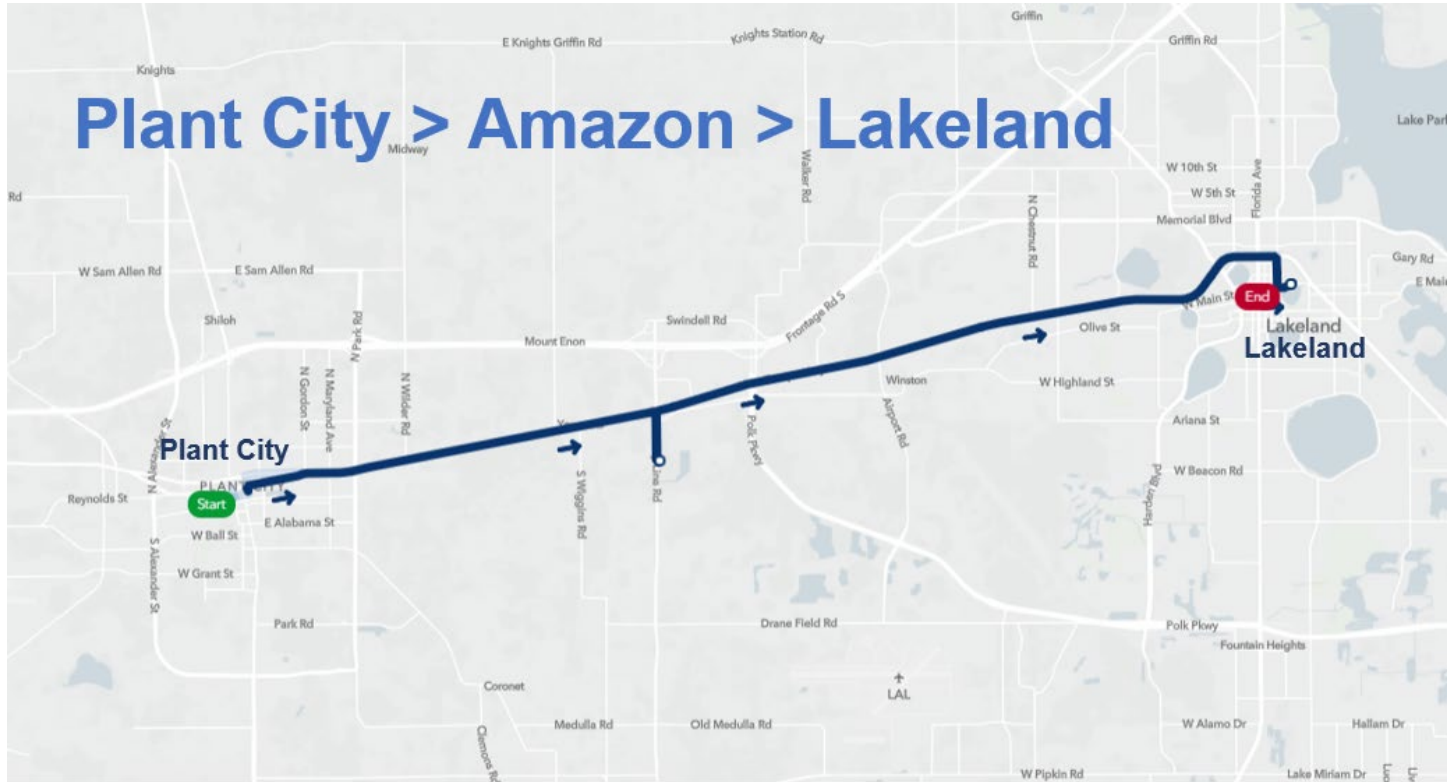 Griffin
E Knights Griffin Rd
Knights Station Rd
Griffin Rd
Knights
Plant City > Amazon > Lakeland
Lake Park
Midway
Walker Rd
W 10th St
W 5th St
Rd
N Chestnut Rd
Florida Ave
Memorial Blvd
W Sam Allen Rd
E Sam Allen Rd
Gary Rd
E Main
W Main St
End
Frontage Rd S
Shiloh
N Park Rd
Swindell Rd
Olive St
Lakeland
Mount Enon
Lakeland
N Gordon St
N Maryland Ave
N Wilder Rd
Winston
W Highland St
Airport Rd
Ariana St
N Alexander St
Plant City
Polk Pkwy
W Beacon Rd
Harden Blvd
Reynolds St
Start
S Wiggins Rd
Line Rd
E Alabama St
W Ball St
S Alexander St
W Grant St
Park Rd
Drane Field Rd
Polk Pkwy
Fountain Heights
Coronet
LAL
Medulla Rd
Old Medulla Rd
W Alamo Dr
Hallam Dr
Clemons Rd
W Pipkin Rd
Lake Miriam Dr